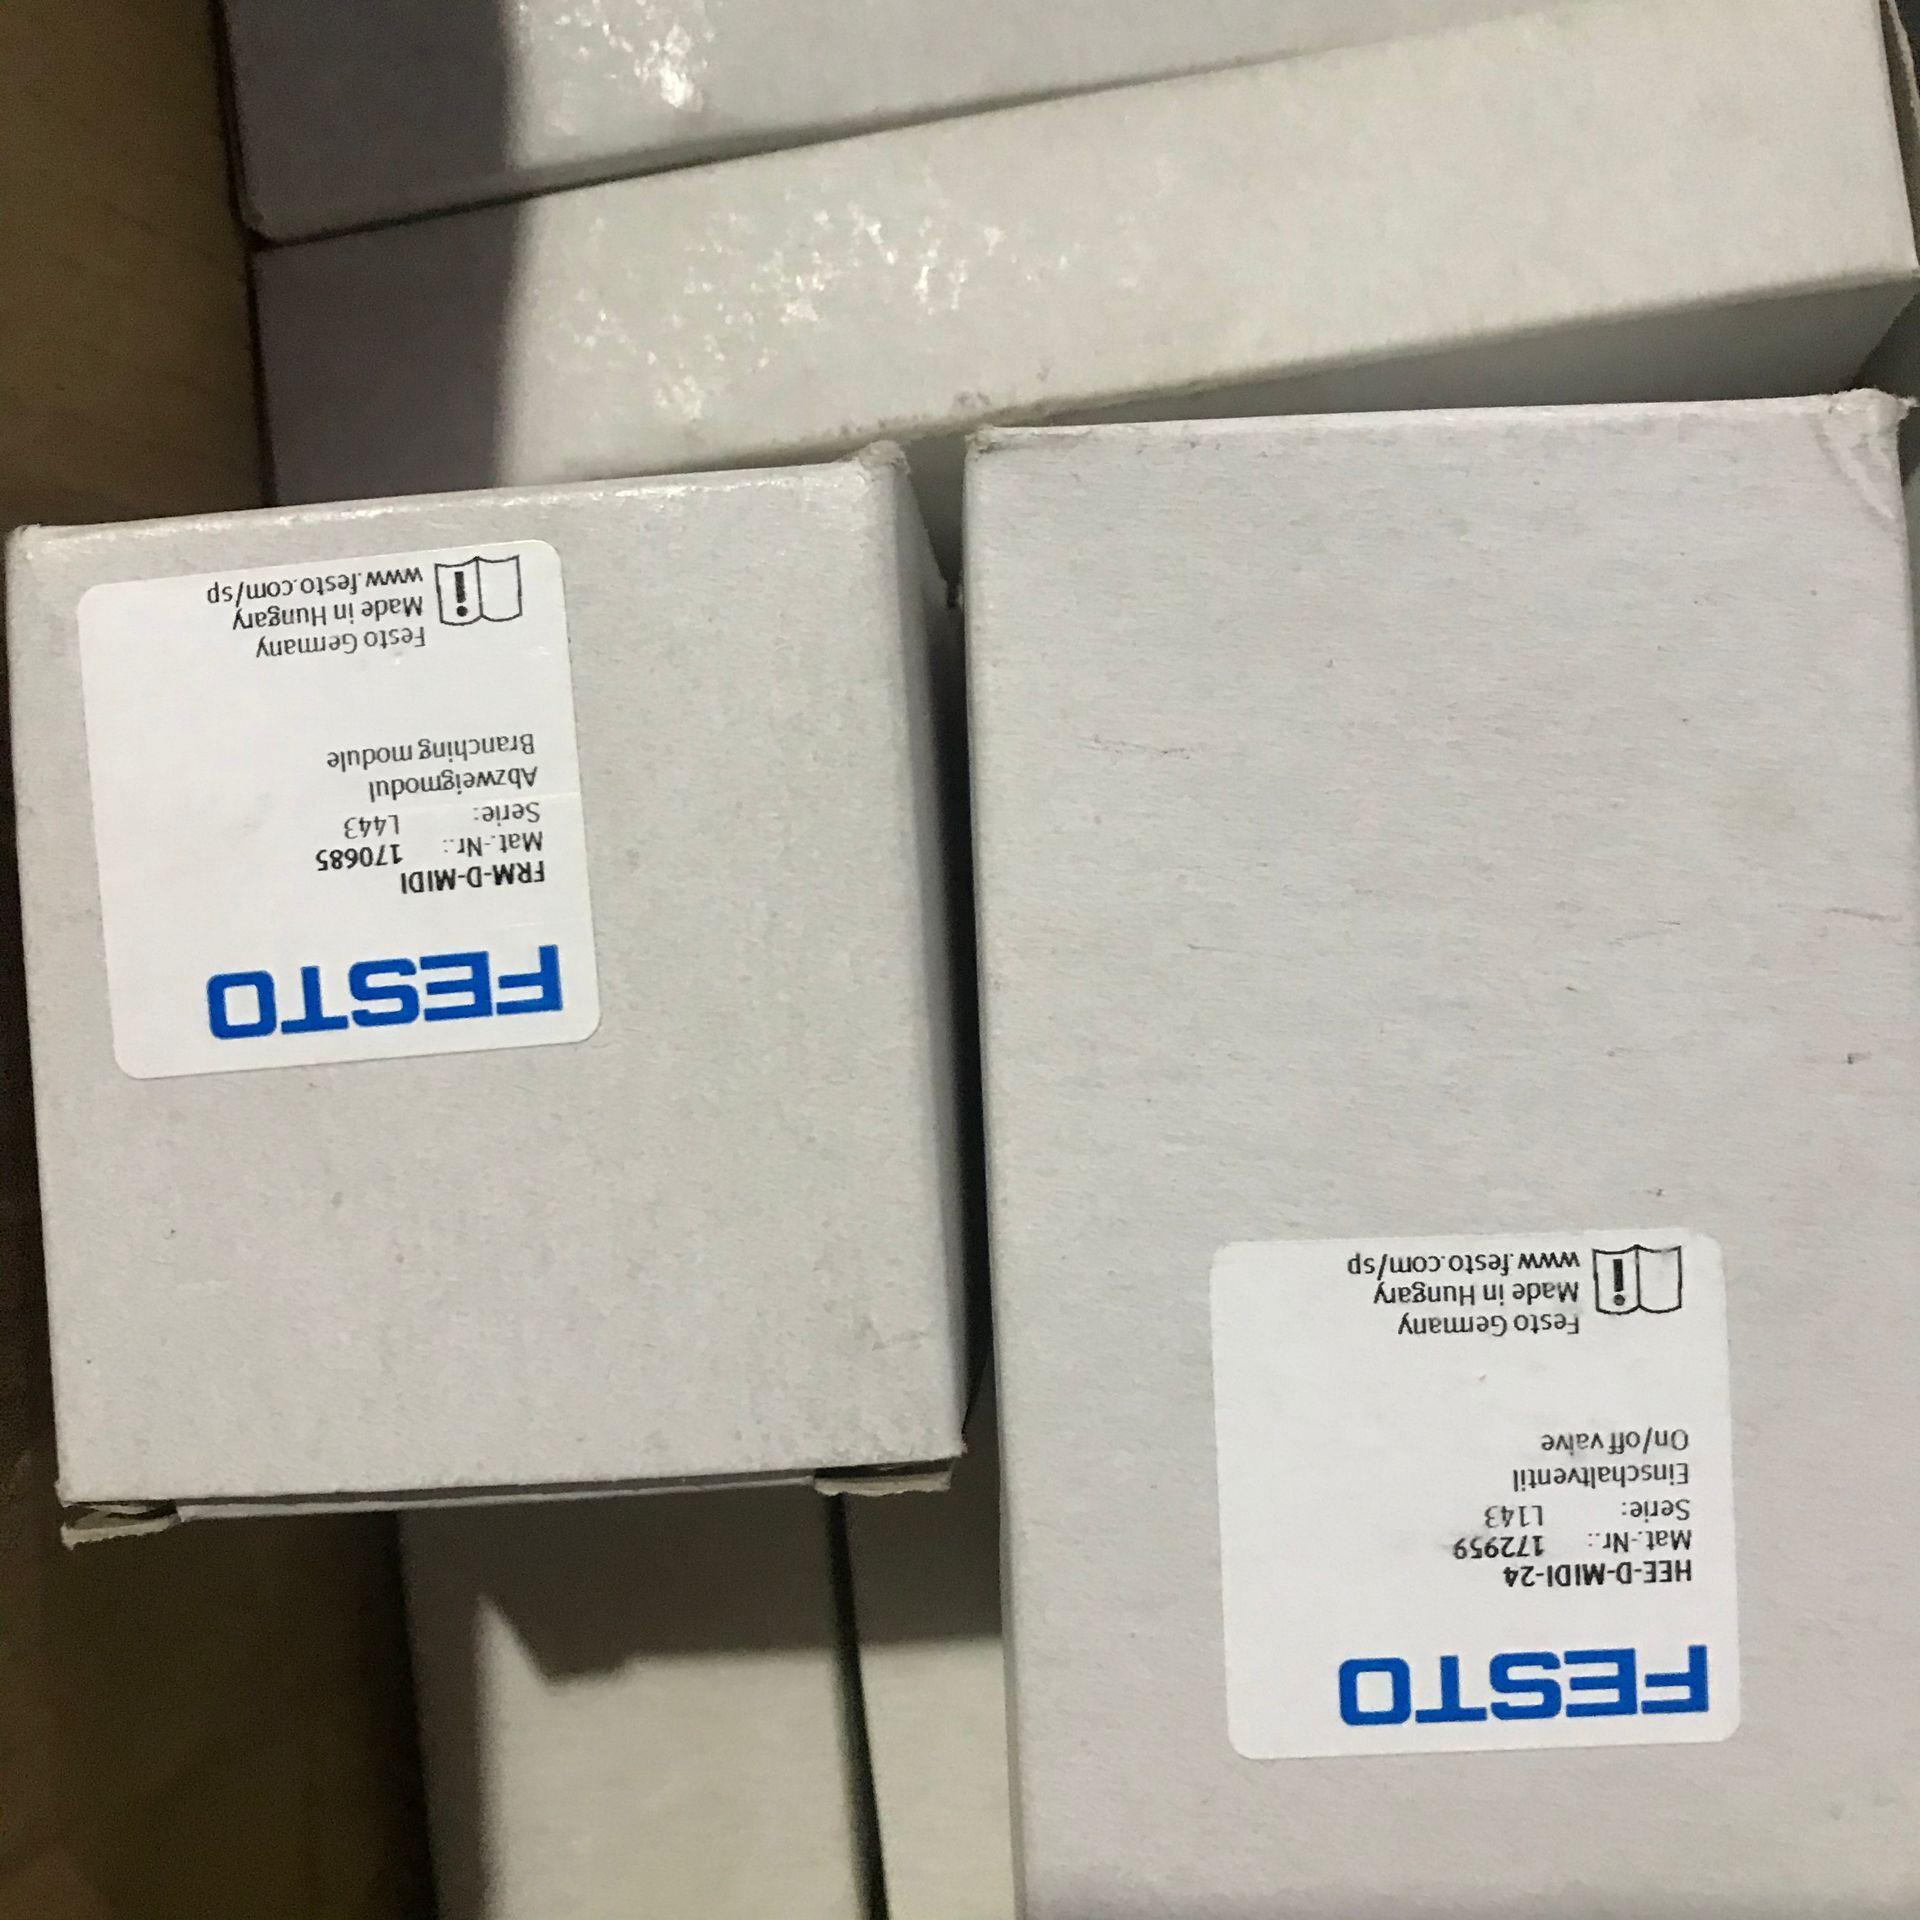 FESTO
FRM-D-MIDI
Mat.-Nr.: 170685
Serie: L443
Abzweigmodul
Branching module
Festo Germany
Made in Hungary
www.festo.com/sp
FESTO
HEE-D-MIDI-24
Mat.-Nr.: 172959
Serie: L143
Einschaltventil
On/off valve
Festo Germany
Made in Hungary
www.festo.com/sp